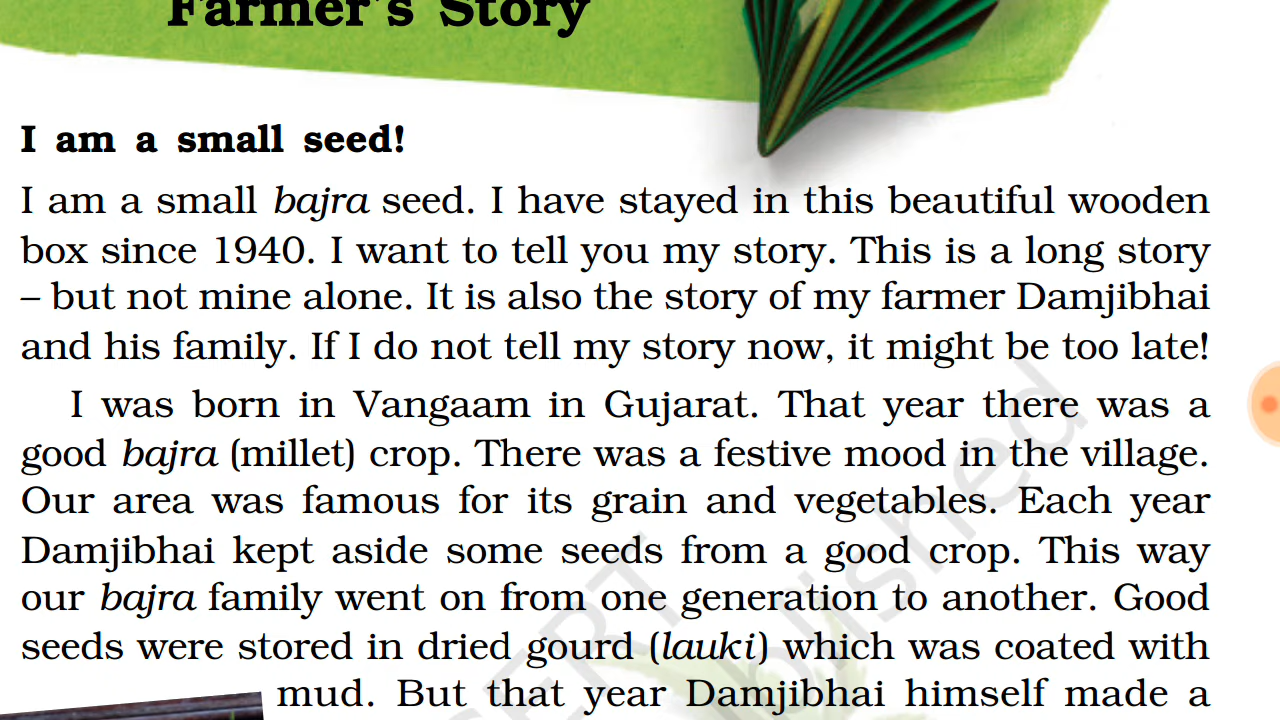 Farmer's Story
I am a small seed!
I am a small bajra seed. I have stayed in this beautiful wooden
box since 1940. I want to tell you my story. This is a long story
– but not mine alone. It is also the story of my farmer Damjibhai
and his family. If I do not tell my story now, it might be too late!
I was born in Vangaam in Gujarat. That year there was a
good bajra (millet) crop. There was a festive mood in the village.
Our area was famous for its grain and vegetables. Each year
Damjibhai kept aside some seeds from a good crop. This way
our bajra family went on from one generation to another. Good
seeds were stored in dried gourd (lauki) which was coated with
mud. But that year Damjibhai himself made a